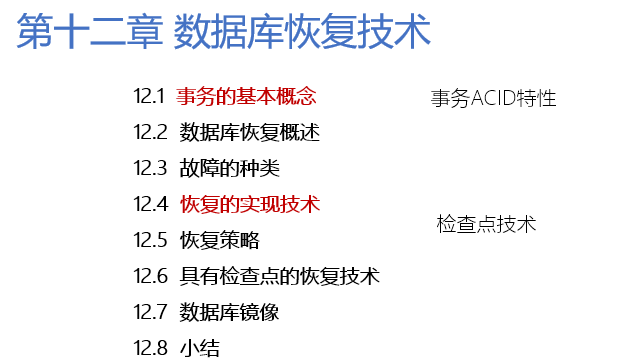 第十二章 数据库恢复技术
12.1 事务的基本概念 事务ACID特性
12.2 数据库恢复概述
12.3 故障的种类
12.4 恢复的实现技术
检查点技术
12.5 恢复策略
12.6 具有检查点的恢复技术
12.7 数据库镜像
12.8 小结